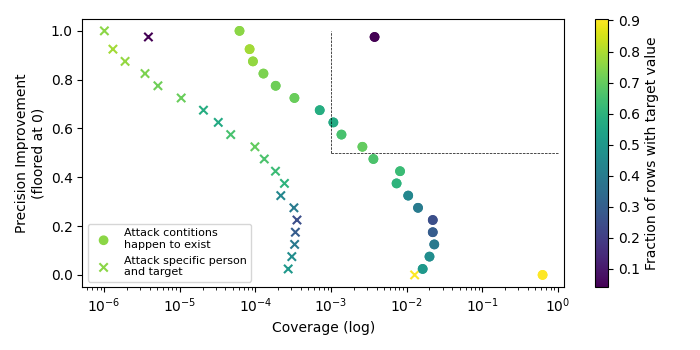 1.0
0.8
0.6
0.4
0.2
0.0
Precision Improvement
(floored at 0)
Attack contitions
happen to exist
Attack specific person
and target
10⁻⁶
10⁻⁵
10⁻⁴
10⁻³
10⁻²
10⁻¹
10⁰
Coverage (log)
0.9
0.8
0.7
0.6
0.5
0.4
0.3
0.2
0.1
Fraction of rows with target value